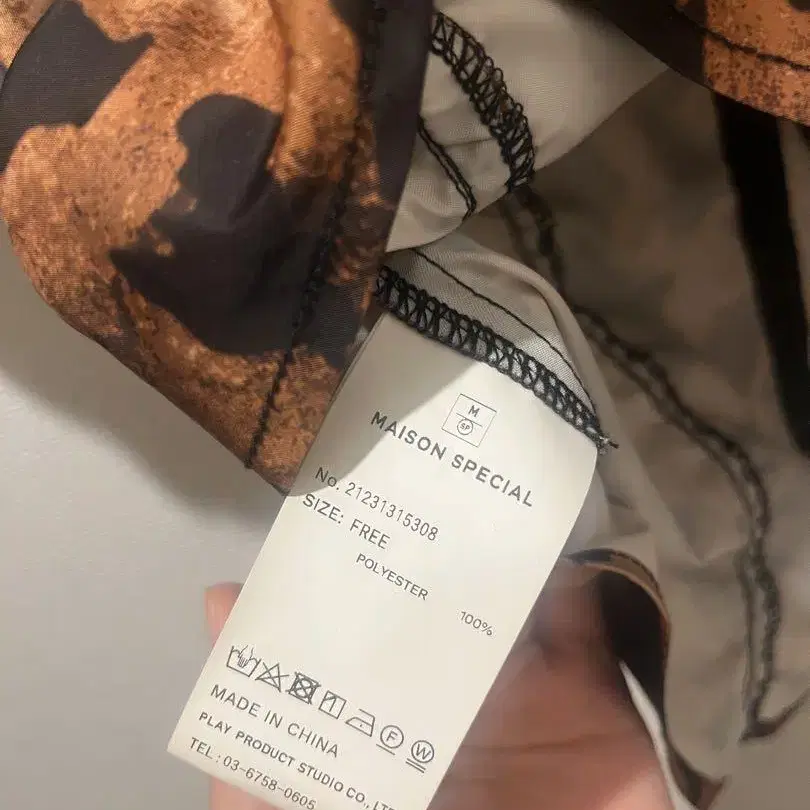 M
SP
MAISON SPECIAL
No. 21231315308
SIZE: FREE
POLYESTER 100%
F W
MADE IN CHINA
PLAY PRODUCT STUDIO CO., LT
TEL : 03-6758-0605